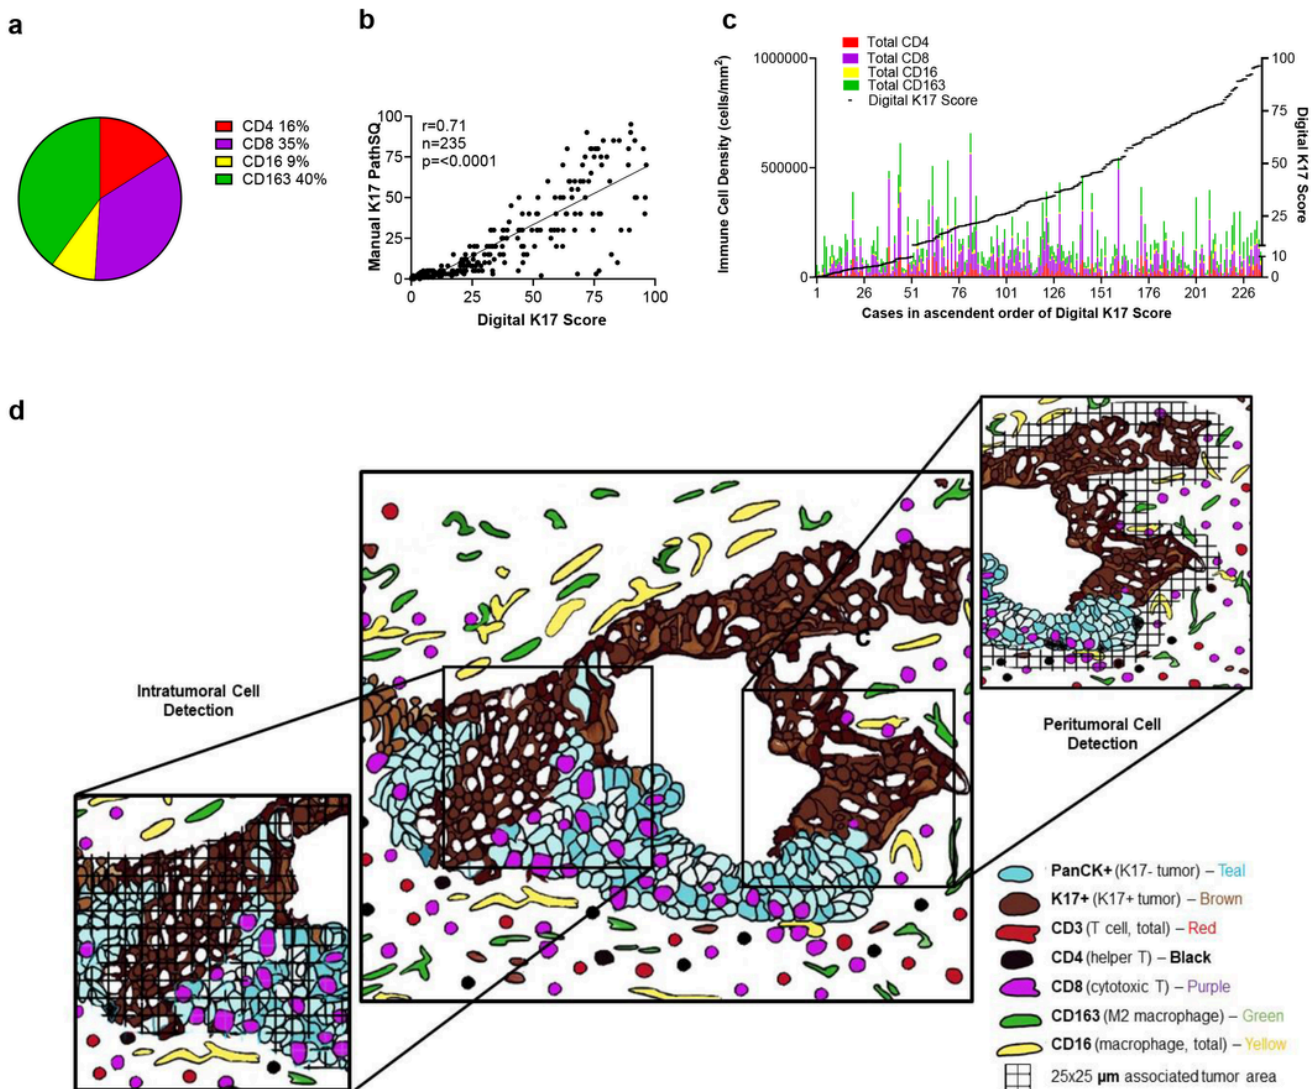 a
CD4 16%
CD8 35%
CD16 9%
CD163 40%
b
Manual K17 PathSQ
100
75
50
25
0
r=0.71
n=235
p=<0.0001
0 25 50 75 100
Digital K17 Score
c
Total CD4
Total CD8
Total CD16
Total CD163
Digital K17 Score
Immune Cell Density (cells/mm²)
1000000
500000
0
100
75
50
25
10
0
Digital K17 Score
1 26 51 76 101 126 151 176 201 226
Cases in ascendent order of Digital K17 Score
d
C
Intratumoral Cell
Detection
Peritumoral Cell
Detection
PanCK+ (K17- tumor) – Teal
K17+ (K17+ tumor) – Brown
CD3 (T cell, total) – Red
CD4 (helper T) – Black
CD8 (cytotoxic T) – Purple
CD163 (M2 macrophage) – Green
CD16 (macrophage, total) – Yellow
25x25 µm associated tumor area